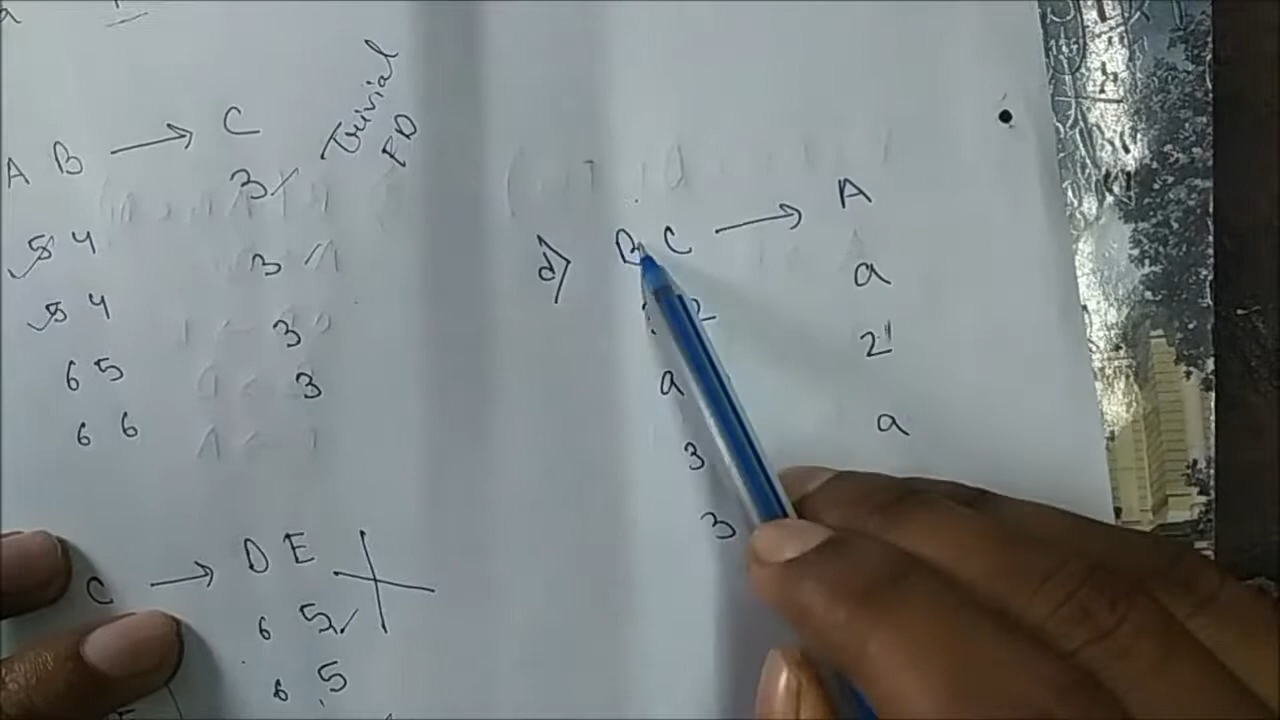 a
A B → C
Trivial FD
3
5 4 3
5 4 3
6 5 3
6 6
C → D E
6 5
6 5
d) B C → A
2 a
a 2
3 a
3